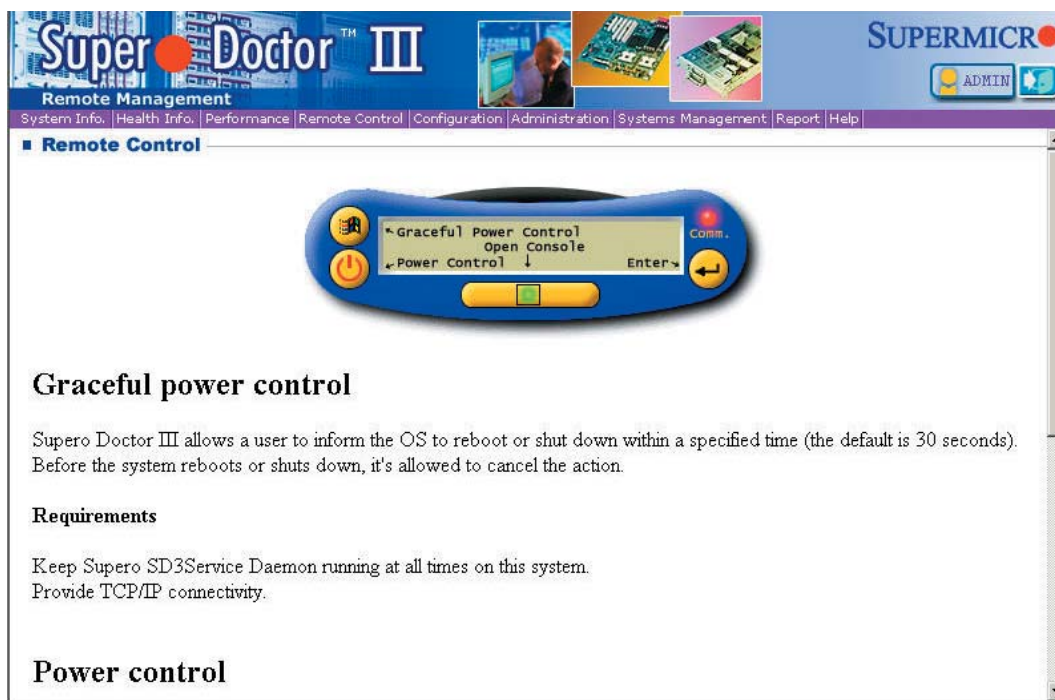 Super Doctor™ III
SUPERMICR
ADMIN
Remote Management
System Info. Health Info. Performance Remote Control Configuration Administration Systems Management Report Help
Remote Control
Graceful Power Control
Open Console
Power Control ↓ Enter
Comm.
Graceful power control
Supero Doctor III allows a user to inform the OS to reboot or shut down within a specified time (the default is 30 seconds).
Before the system reboots or shuts down, it's allowed to cancel the action.
Requirements
Keep Supero SD3Service Daemon running at all times on this system.
Provide TCP/IP connectivity.
Power control